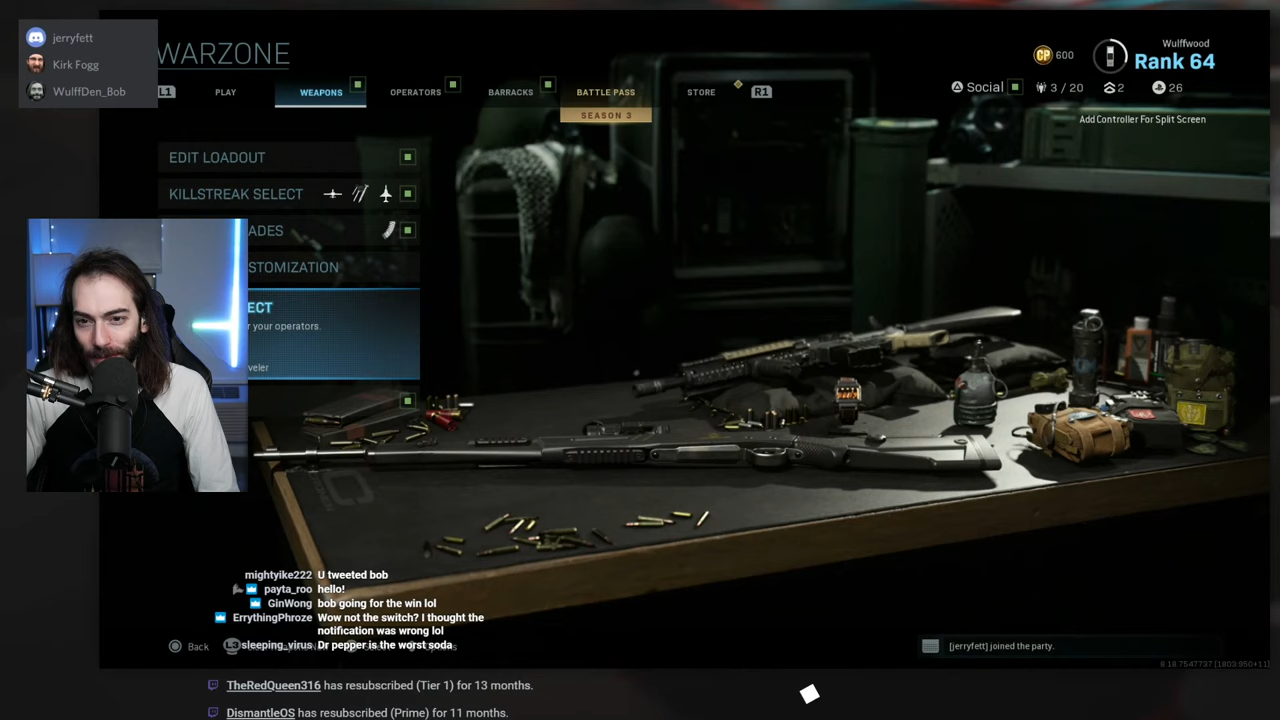 jerryfett
Kirk Fogg
WulffDen_Bob
WARZONE
CP 600
Wulffwood
Rank 64
L1 PLAY WEAPONS OPERATORS BARRACKS BATTLE PASS STORE R1
SEASON 3
Social 3 / 20 2 26
Add Controller For Split Screen
EDIT LOADOUT
KILLSTREAK SELECT
ADES
STOMIZATION
ECT
r your operators.
veler
mightyike222 U tweeted bob
payta_roo hello!
GinWong bob going for the win lol
ErrythingPhroze Wow not the switch? I thought the
notification was wrong lol
sleeping_virus Dr pepper is the worst soda
Back
L3
[jerryfett] joined the party.
TheRedQueen316 has resubscribed (Tier 1) for 13 months.
DismantleOS has resubscribed (Prime) for 11 months.